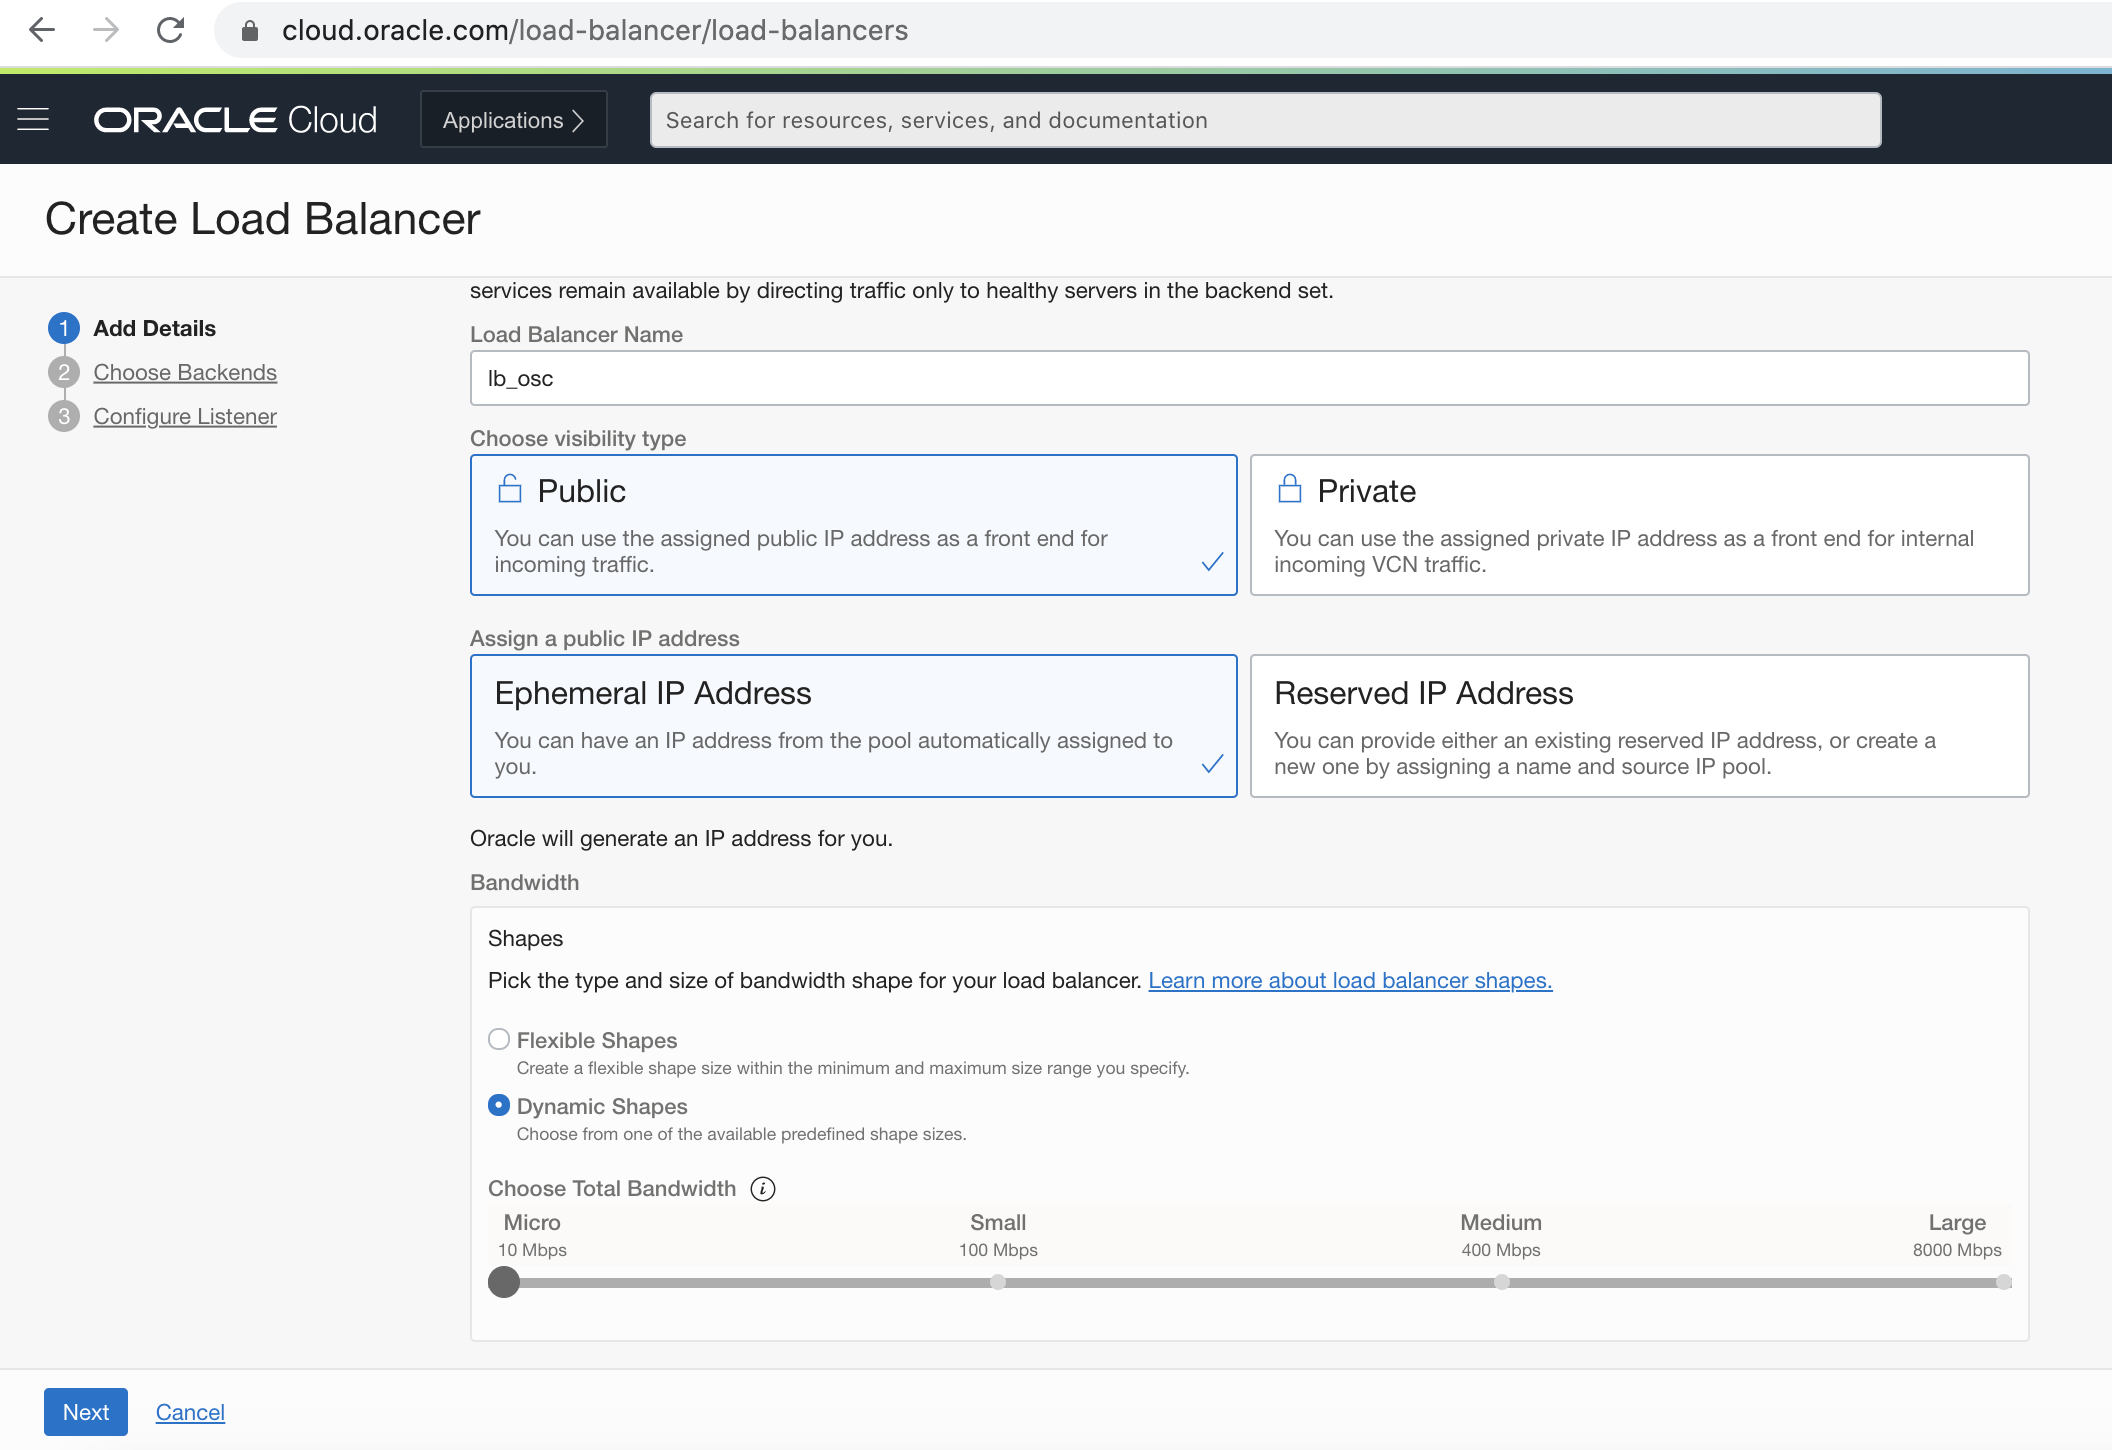 cloud.oracle.com/load-balancer/load-balancers
ORACLE Cloud
Applications
Search for resources, services, and documentation
Create Load Balancer
1 Add Details
2 Choose Backends
3 Configure Listener
services remain available by directing traffic only to healthy servers in the backend set.
Load Balancer Name
lb_osc
Choose visibility type
Public
You can use the assigned public IP address as a front end for
incoming traffic.
Private
You can use the assigned private IP address as a front end for internal
incoming VCN traffic.
Assign a public IP address
Ephemeral IP Address
You can have an IP address from the pool automatically assigned to
you.
Reserved IP Address
You can provide either an existing reserved IP address, or create a
new one by assigning a name and source IP pool.
Oracle will generate an IP address for you.
Bandwidth
Shapes
Pick the type and size of bandwidth shape for your load balancer. Learn more about load balancer shapes.
Flexible Shapes
Create a flexible shape size within the minimum and maximum size range you specify.
Dynamic Shapes
Choose from one of the available predefined shape sizes.
Choose Total Bandwidth i
Micro Small Medium Large
10 Mbps 100 Mbps 400 Mbps 8000 Mbps
Next Cancel